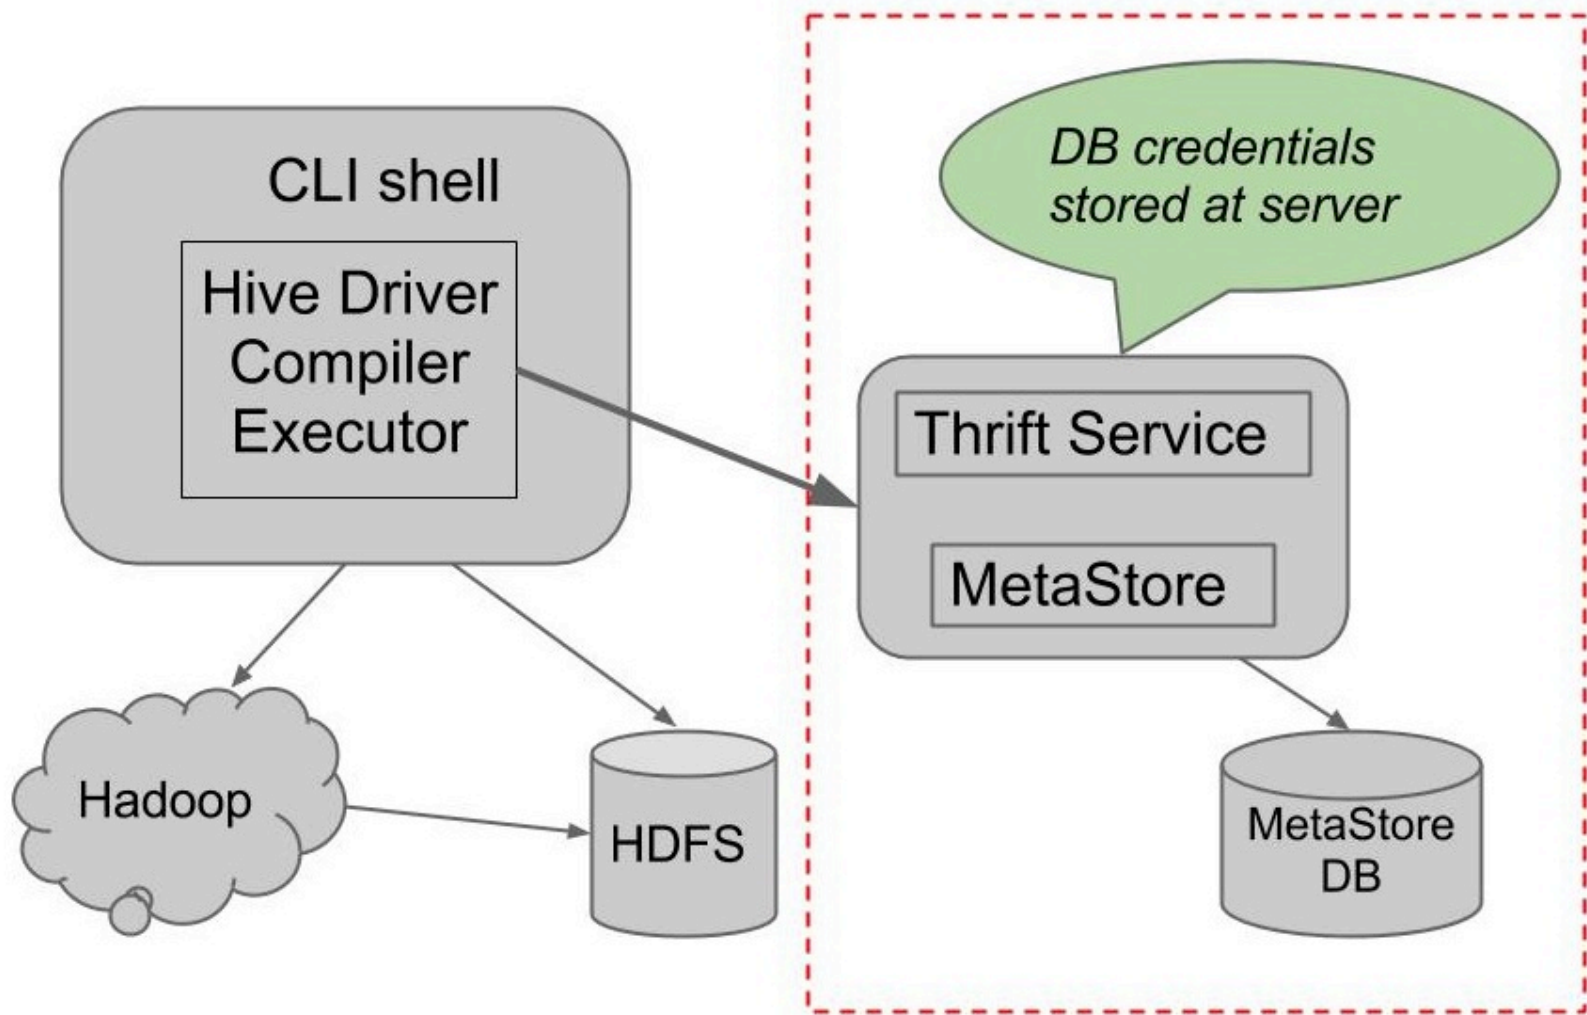 CLI shell
Hive Driver
Compiler
Executor
DB credentials
stored at server
Thrift Service
MetaStore
Hadoop
HDFS
MetaStore
DB